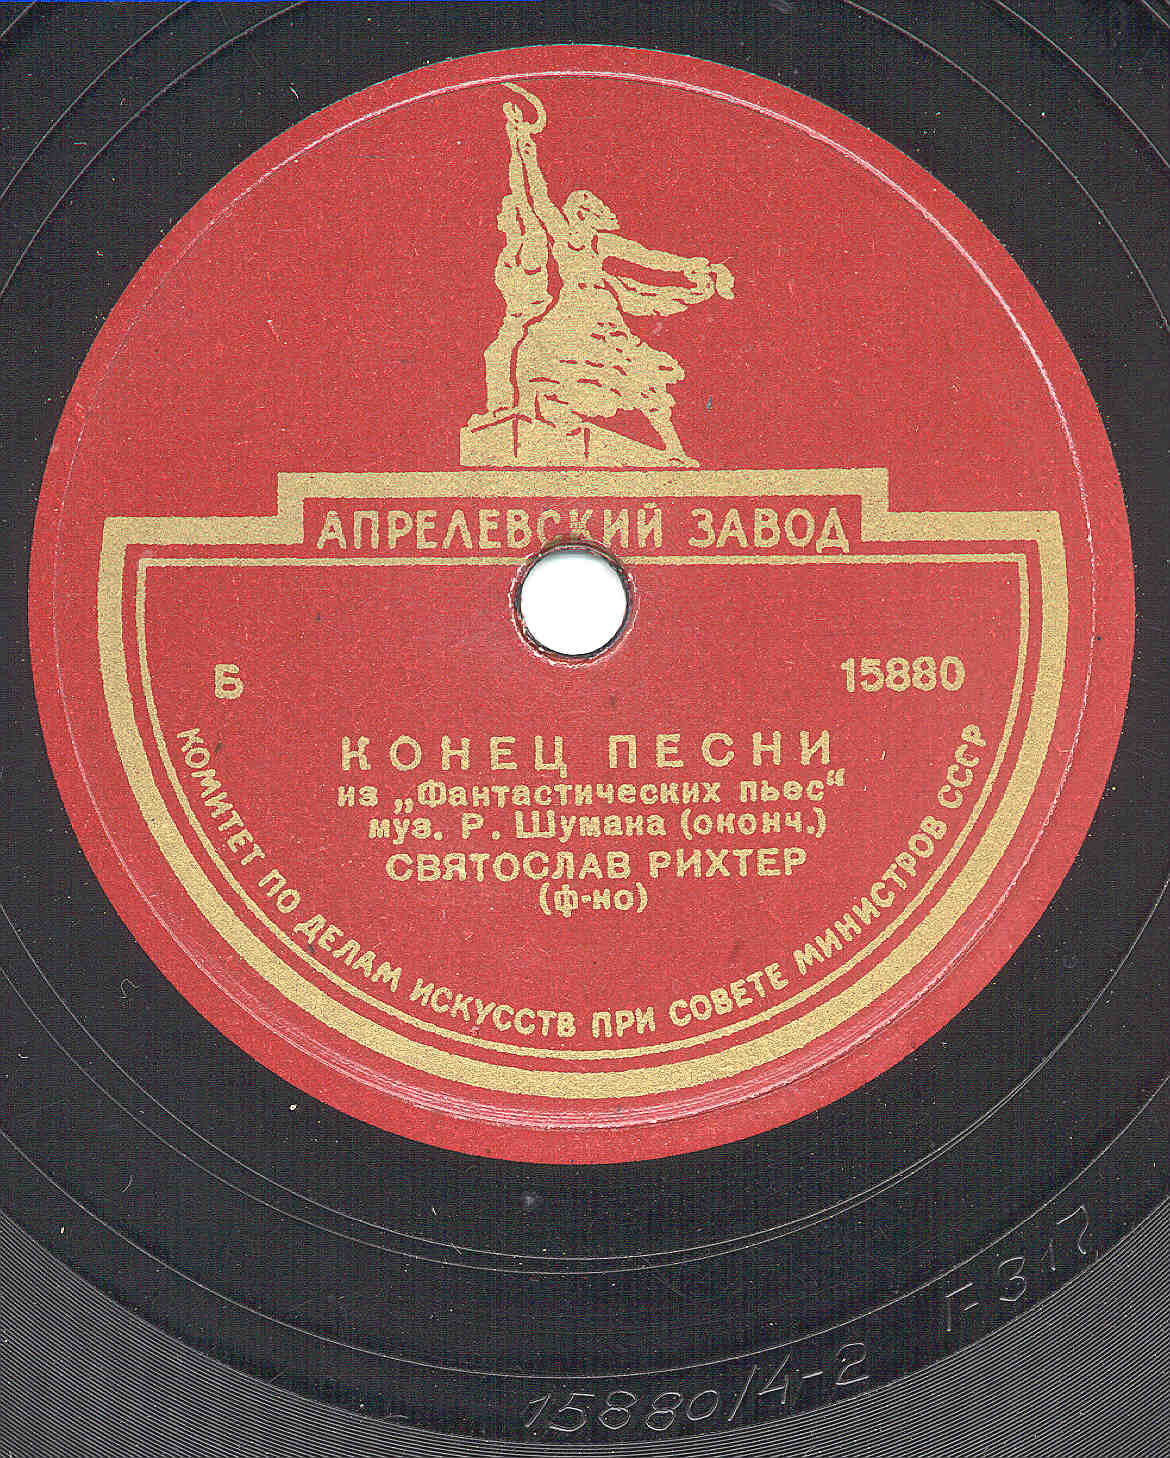 АПРЕЛЕВСКИЙ ЗАВОД
Б 15880
КОНЕЦ ПЕСНИ
из „Фантастических пьес“
муз. Р. Шумана (оконч.)
СВЯТОСЛАВ РИХТЕР
(ф-но)
КОМИТЕТ ПО ДЕЛАМ ИСКУССТВ ПРИ СОВЕТЕ МИНИСТРОВ СССР
15880/4-2